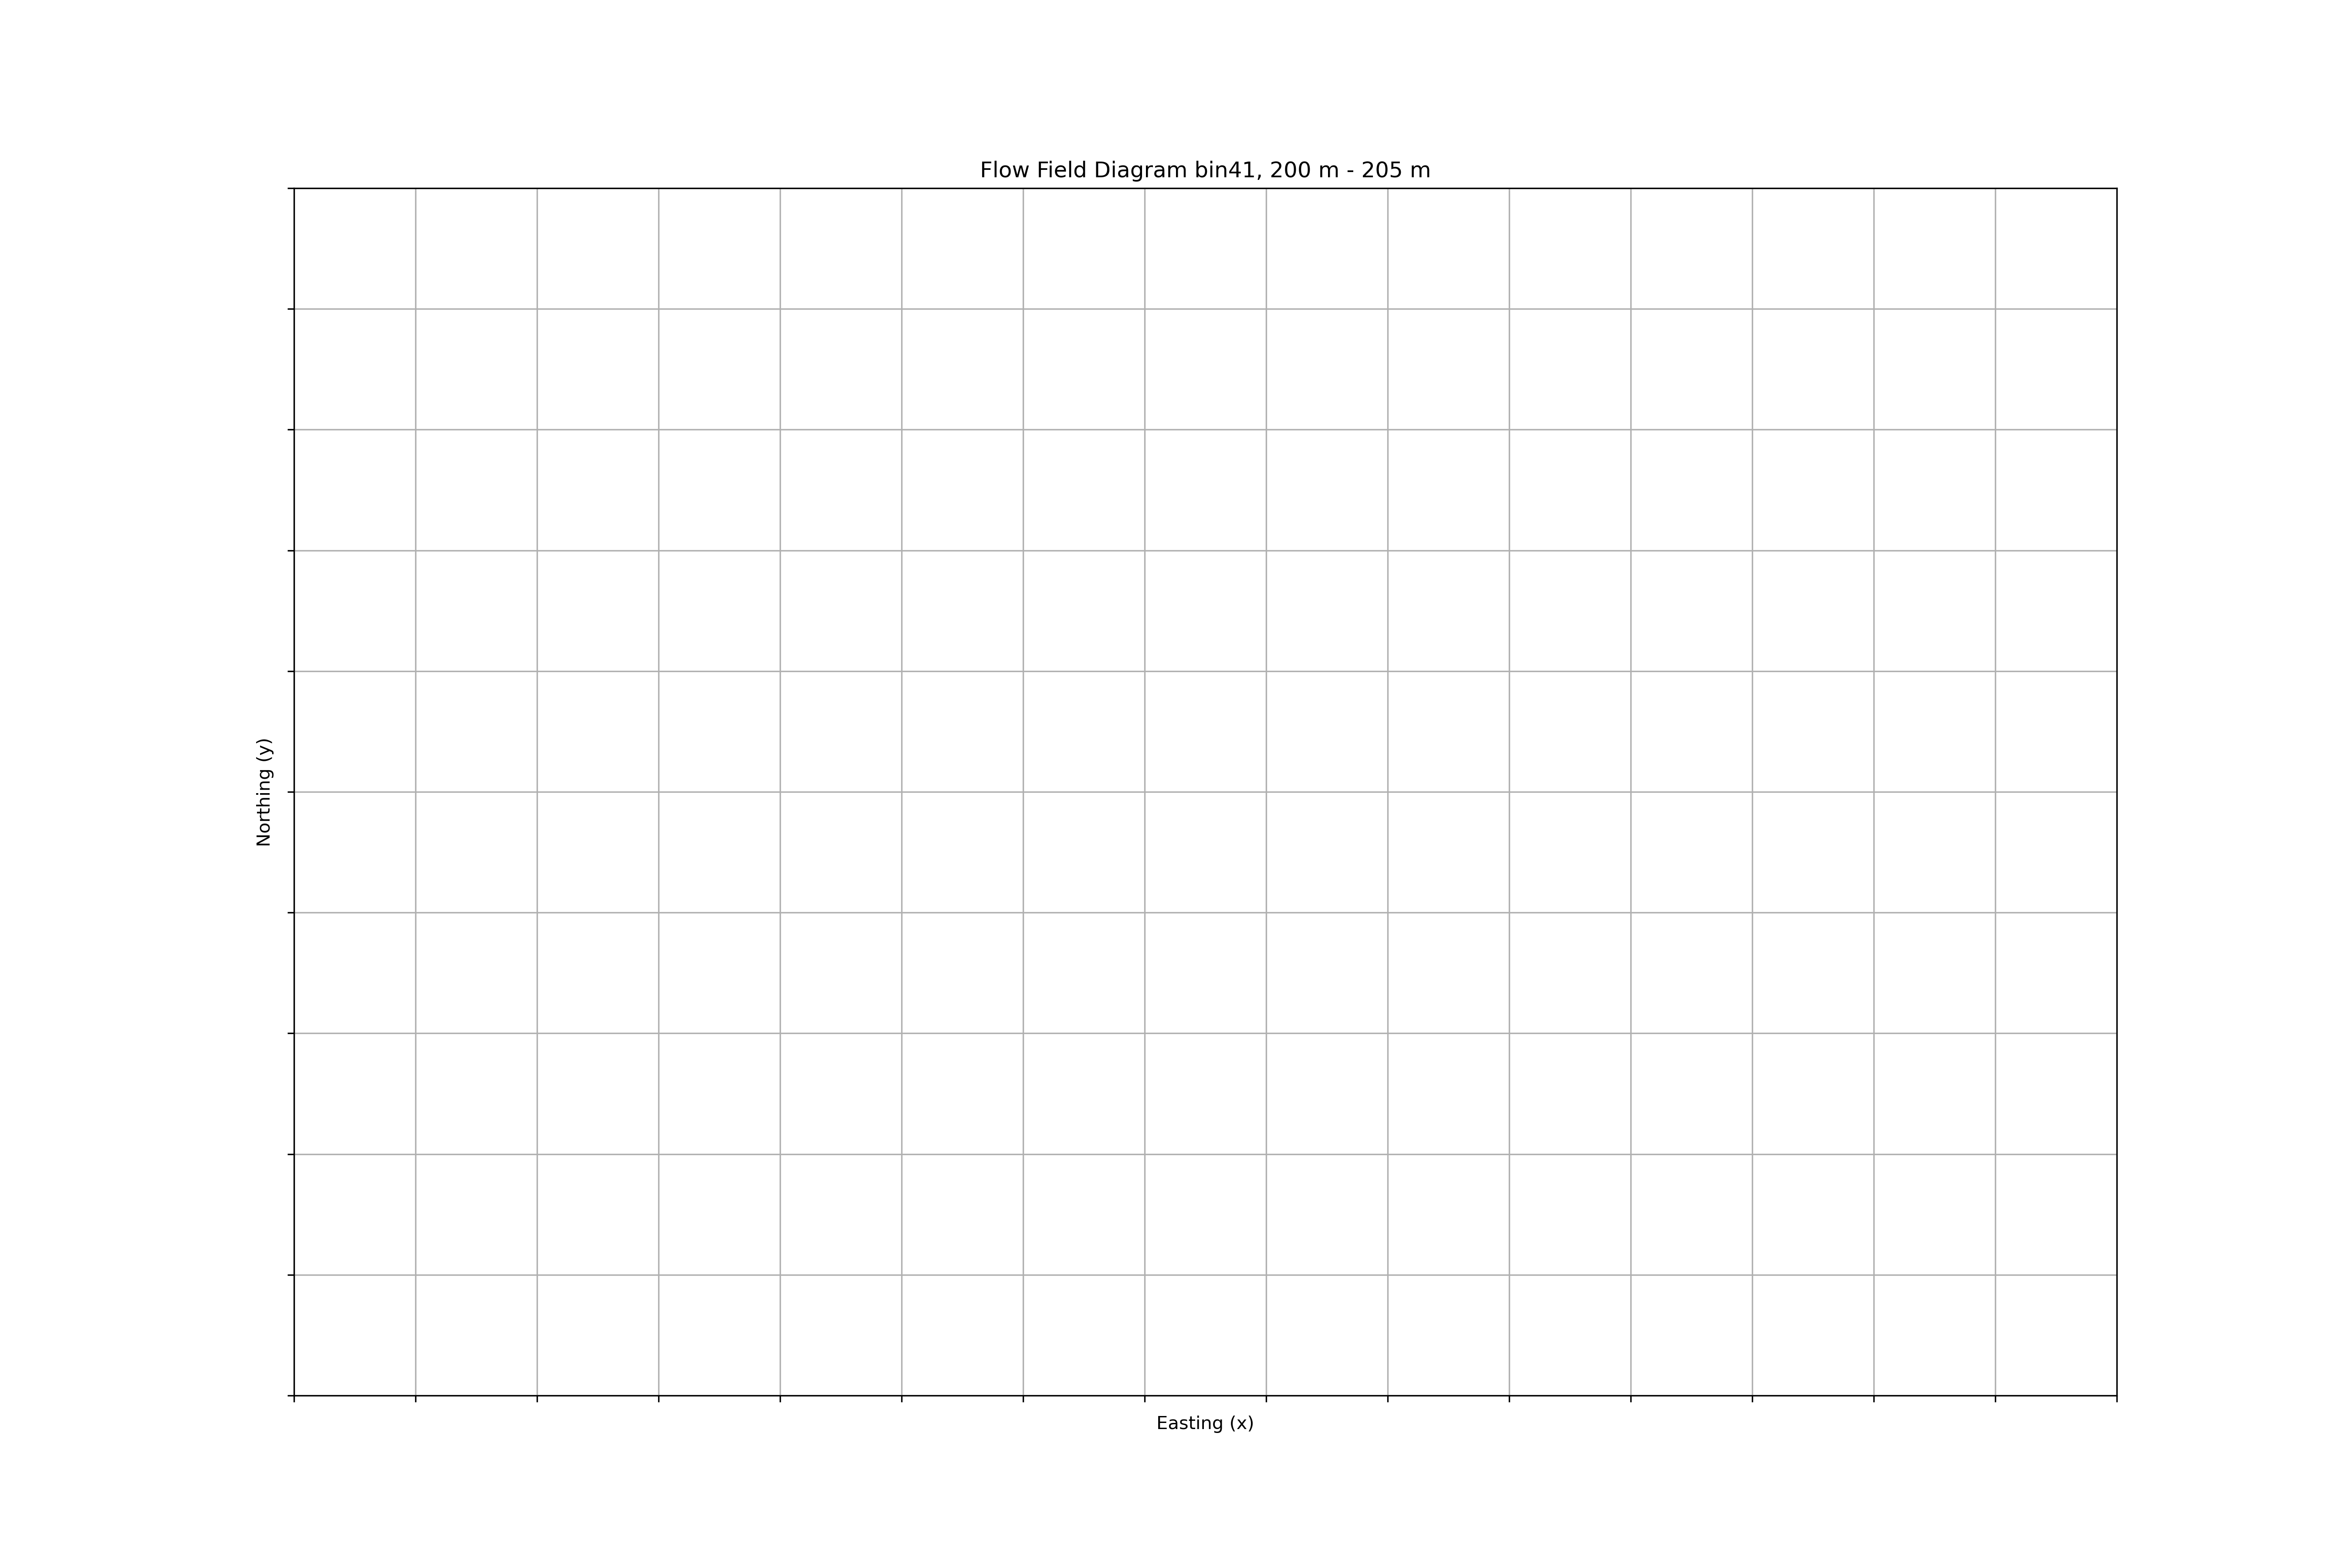 Flow Field Diagram bin41, 200 m - 205 m
Northing (y)
Easting (x)